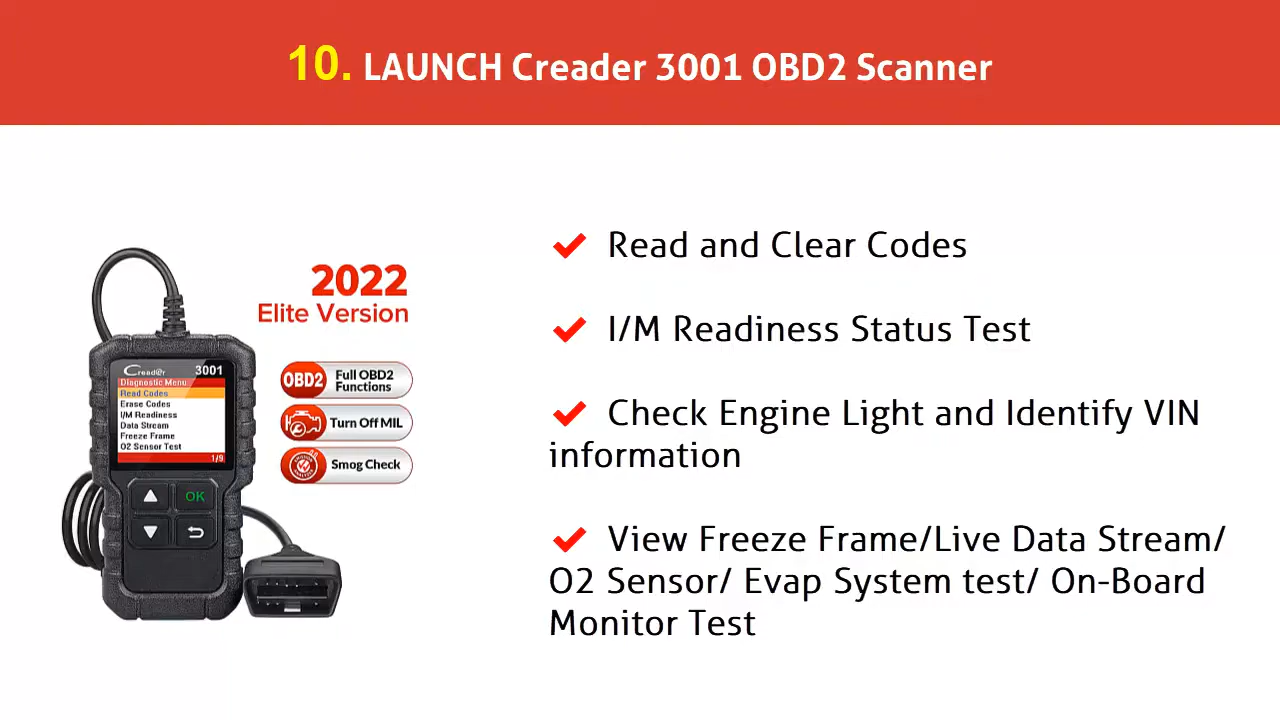 10. LAUNCH Creader 3001 OBD2 Scanner
2022
Elite Version
OBD2 Full OBD2
Functions
Turn Off MIL
Smog Check
Creader 3001
Diagnostic Menu
Read Codes
Erase Codes
I/M Readiness
Data Stream
Freeze Frame
O2 Sensor Test
1/9
OK
Read and Clear Codes
I/M Readiness Status Test
Check Engine Light and Identify VIN
information
View Freeze Frame/Live Data Stream/
O2 Sensor/ Evap System test/ On-Board
Monitor Test